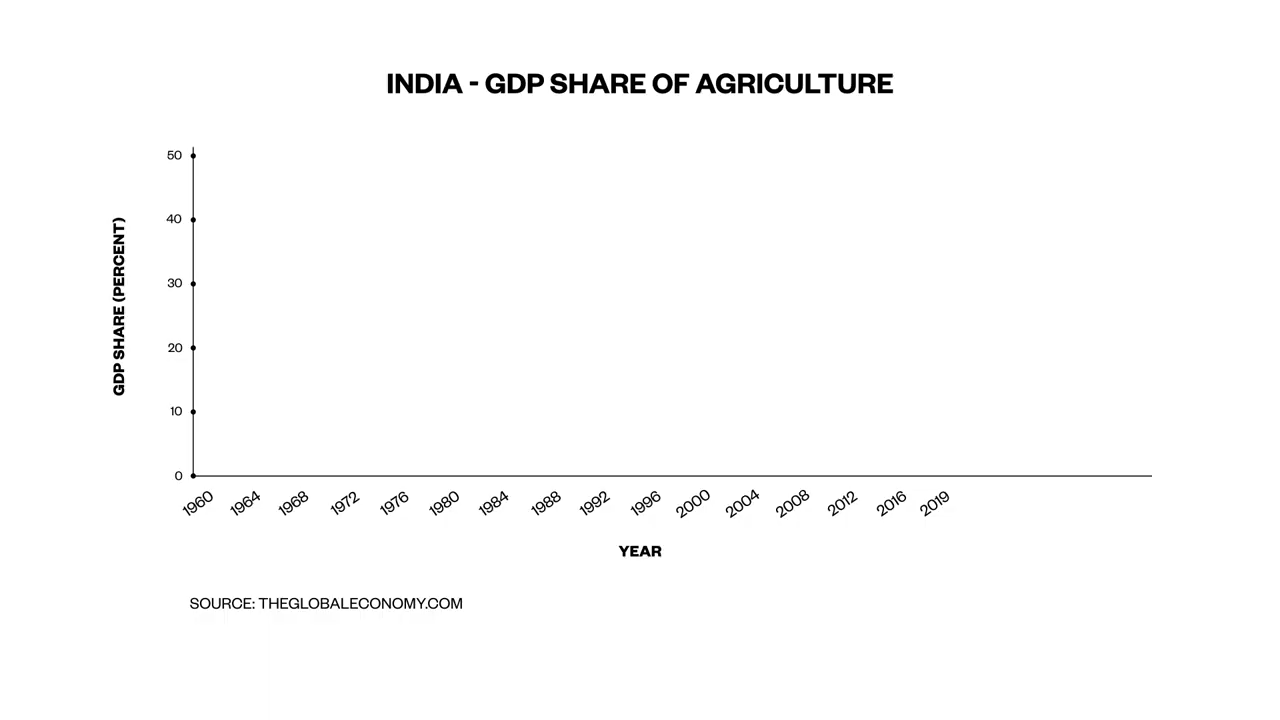 INDIA - GDP SHARE OF AGRICULTURE
GDP SHARE (PERCENT)
50
40
30
20
10
0
1960 1964 1968 1972 1976 1980 1984 1988 1992 1996 2000 2004 2008 2012 2016 2019
YEAR
SOURCE: THEGLOBALECONOMY.COM